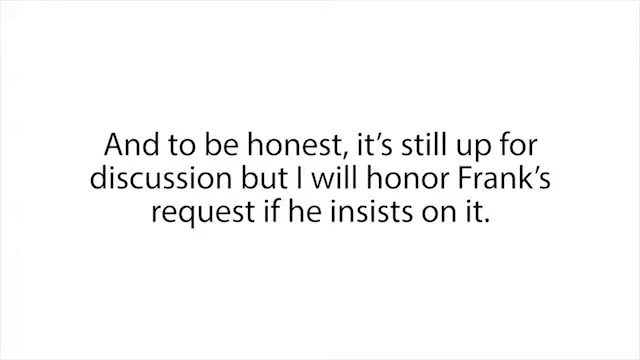 And to be honest, it’s still up for
discussion but I will honor Frank’s
request if he insists on it.